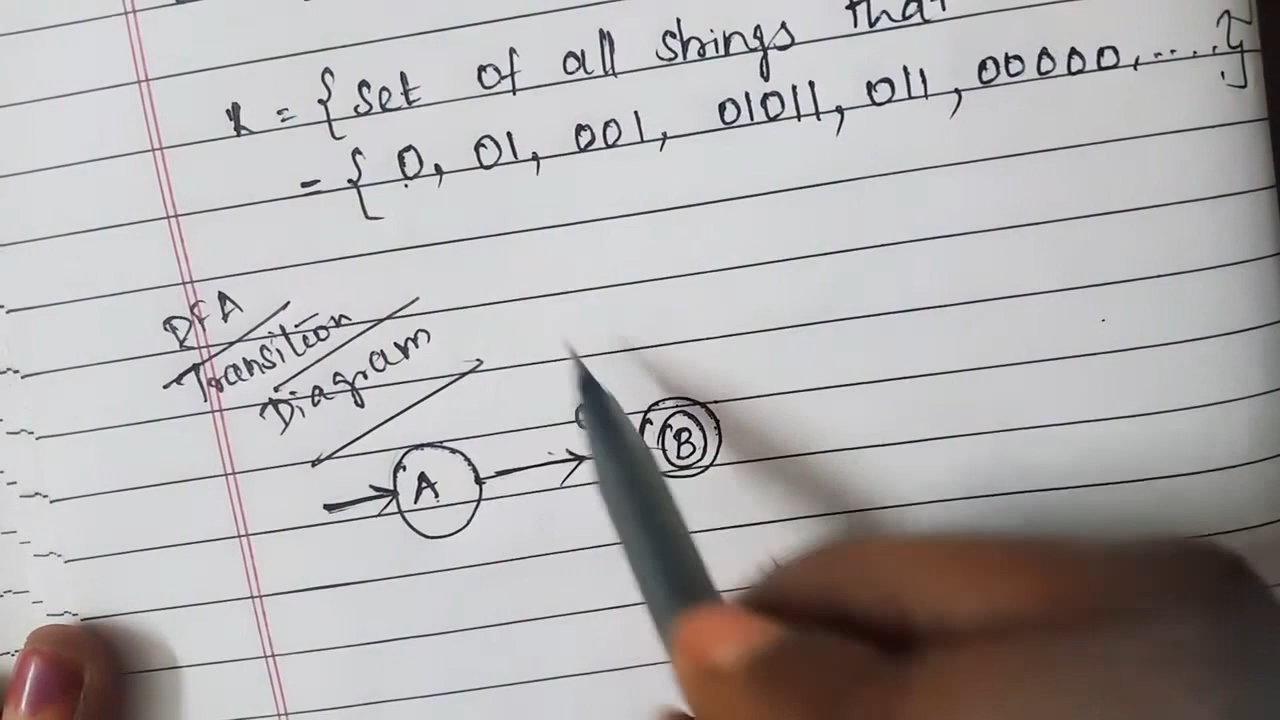 L = {Set of all strings that
= { 0, 01, 001, 01011, 011, 00000, .....}
DFA
Transition
Diagram
A
B